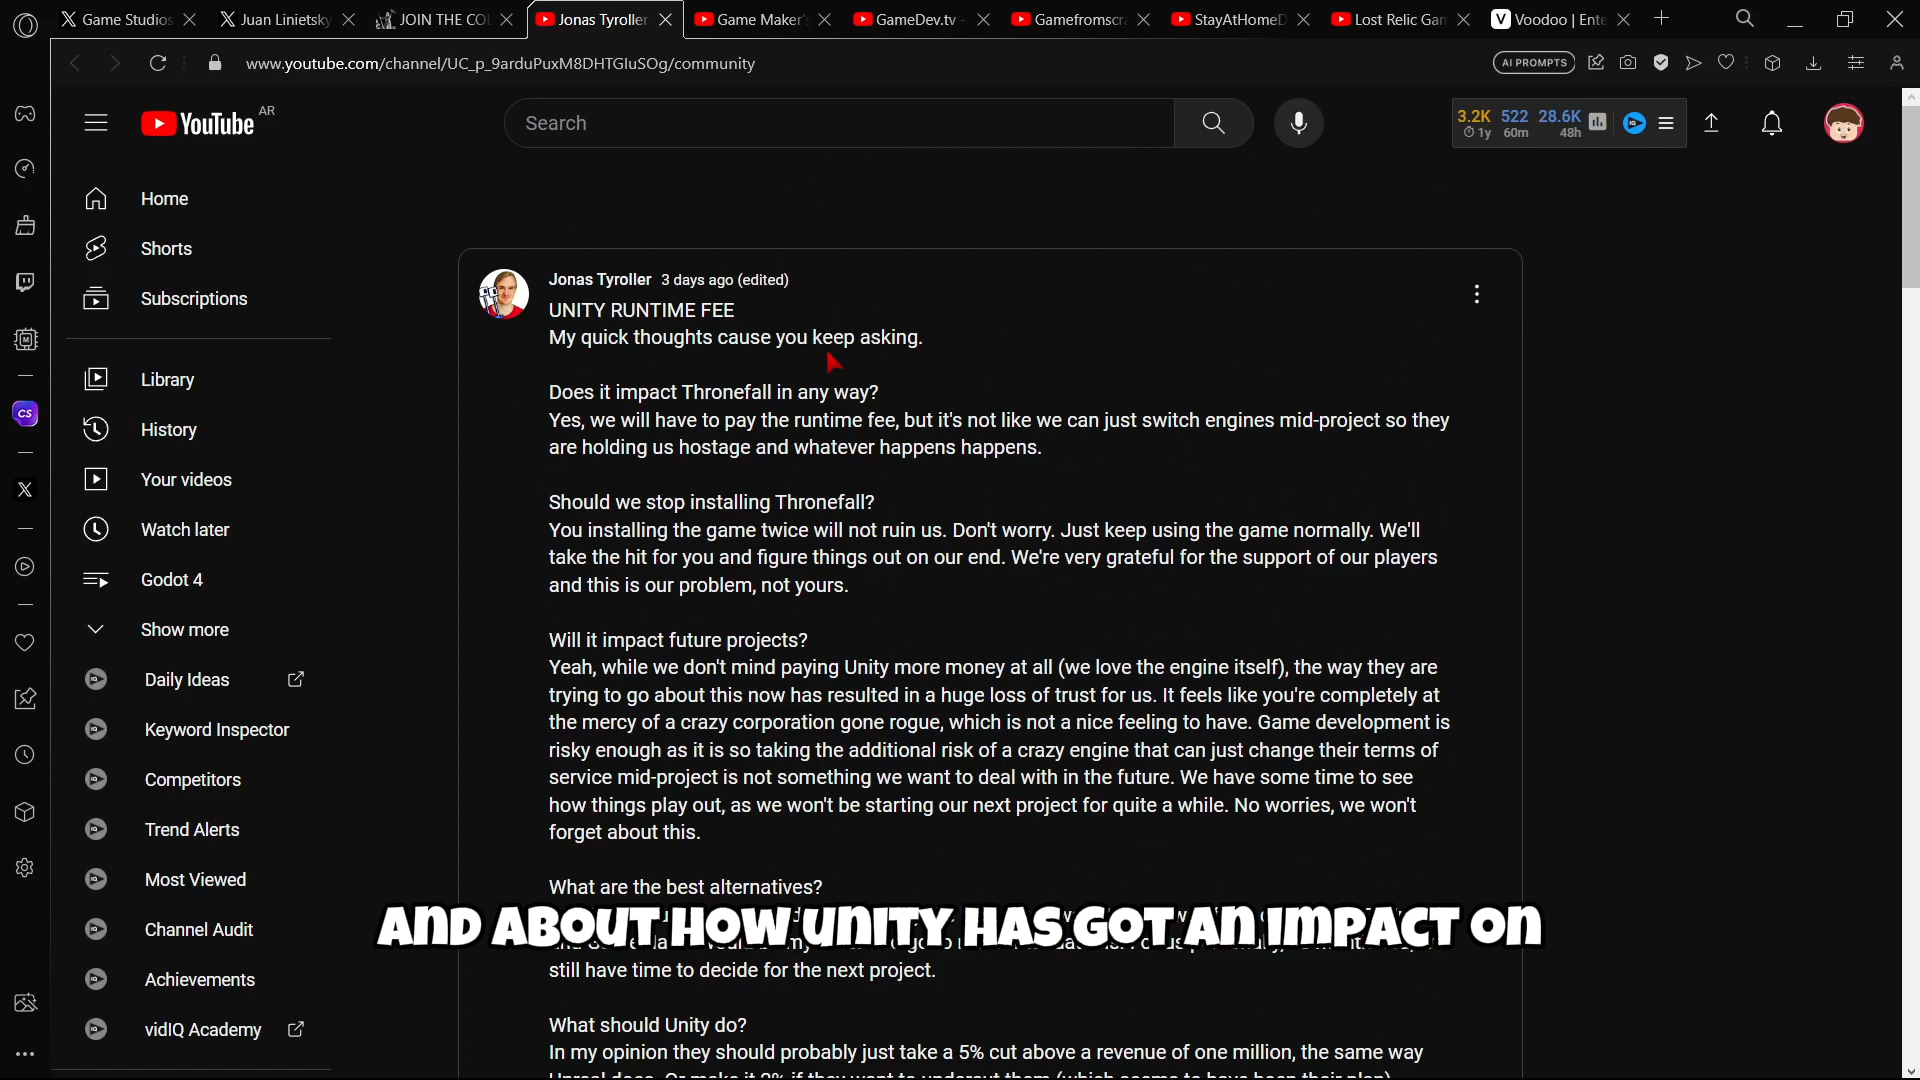 Game Studios
Juan Linietsky
JOIN THE CO
Jonas Tyroller
Game Maker's
GameDev.tv -
Gamefromscr
StayAtHomeD
Lost Relic Gam
Voodoo | Ente
www.youtube.com/channel/UC_p_9arduPuxM8DHTGIuSOg/community
AI PROMPTS
YouTube AR
Search
3.2K 522 28.6K
1y 60m 48h
Home
Shorts
Subscriptions
Library
History
Your videos
Watch later
Godot 4
Show more
Daily Ideas
Keyword Inspector
Competitors
Trend Alerts
Most Viewed
Channel Audit
Achievements
vidIQ Academy
Jonas Tyroller 3 days ago (edited)
UNITY RUNTIME FEE
My quick thoughts cause you keep asking.
Does it impact Thronefall in any way?
Yes, we will have to pay the runtime fee, but it's not like we can just switch engines mid-project so they
are holding us hostage and whatever happens happens.
Should we stop installing Thronefall?
You installing the game twice will not ruin us. Don't worry. Just keep using the game normally. We'll
take the hit for you and figure things out on our end. We're very grateful for the support of our players
and this is our problem, not yours.
Will it impact future projects?
Yeah, while we don't mind paying Unity more money at all (we love the engine itself), the way they are
trying to go about this now has resulted in a huge loss of trust for us. It feels like you're completely at
the mercy of a crazy corporation gone rogue, which is not a nice feeling to have. Game development is
risky enough as it is so taking the additional risk of a crazy engine that can just change their terms of
service mid-project is not something we want to deal with in the future. We have some time to see
how things play out, as we won't be starting our next project for quite a while. No worries, we won't
forget about this.
What are the best alternatives?
AND ABOUT HOW UNITY HAS GOT AN IMPACT ON
still have time to decide for the next project.
What should Unity do?
In my opinion they should probably just take a 5% cut above a revenue of one million, the same way